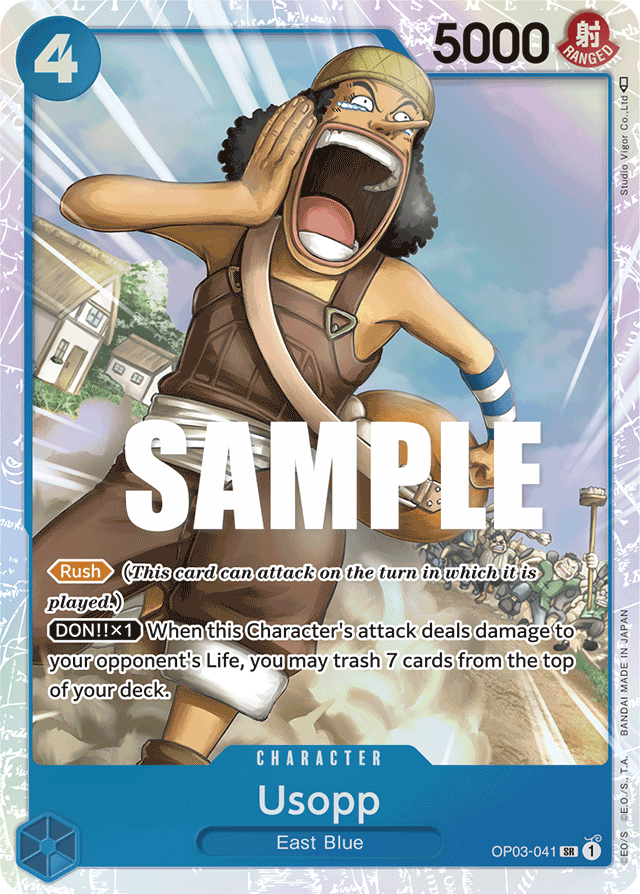 4
5000
射
RANGED
Studio Vigor Co.,Ltd
SAMPLE
Rush (This card can attack on the turn in which it is
played.)
DON!!×1 When this Character's attack deals damage to
your opponent's Life, you may trash 7 cards from the top
of your deck.
CHARACTER
Usopp
East Blue
OP03-041 SR 1
©E.O/S ©E.O./S., T.A. BANDAI MADE IN JAPAN